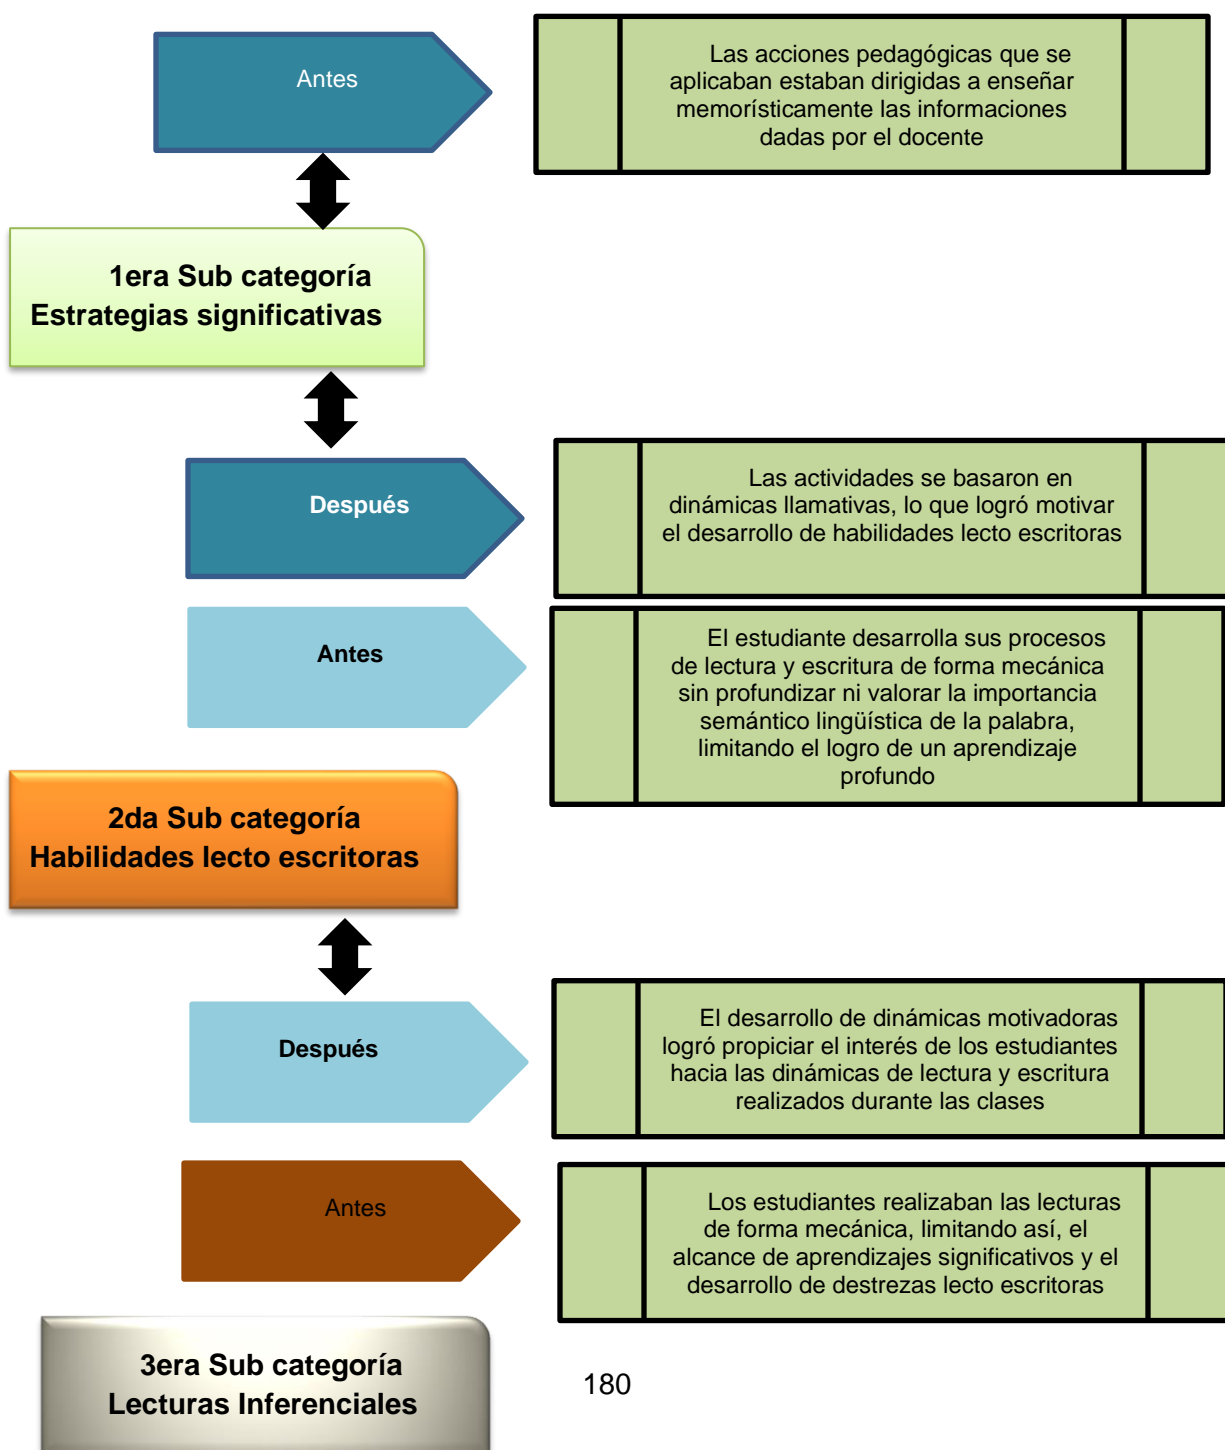 Antes
Las acciones pedagógicas que se
aplicaban estaban dirigidas a enseñar
memorísticamente las informaciones
dadas por el docente
1era Sub categoría
Estrategias significativas
Después
Las actividades se basaron en
dinámicas llamativas, lo que logró motivar
el desarrollo de habilidades lecto escritoras
Antes
El estudiante desarrolla sus procesos
de lectura y escritura de forma mecánica
sin profundizar ni valorar la importancia
semántico lingüística de la palabra,
limitando el logro de un aprendizaje
profundo
2da Sub categoría
Habilidades lecto escritoras
Después
El desarrollo de dinámicas motivadoras
logró propiciar el interés de los estudiantes
hacia las dinámicas de lectura y escritura
realizados durante las clases
Antes
Los estudiantes realizaban las lecturas
de forma mecánica, limitando así, el
alcance de aprendizajes significativos y el
desarrollo de destrezas lecto escritoras
3era Sub categoría
Lecturas Inferenciales
180